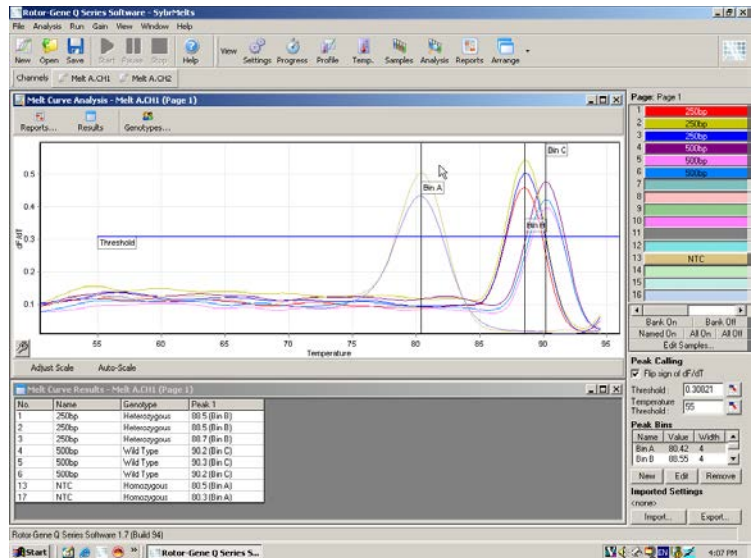 Rotor-Gene Q Series Software - SybrMelts
File Analysis Run Gain View Window Help
New Open Save Start Pause Stop Help View Settings Progress Profile Temp. Samples Analysis Reports Arrange
Channels Melt A.CH1 Melt A.CH2
Melt Curve Analysis - Melt A.CH1 (Page 1)
Reports... Results Genotypes...
Bin C
0.5
Bin A
0.4
dF/dT
0.3
Threshold
Bin B
0.2
0.1
55 60 65 70 75 80 85 90 95
Temperature
Adjust Scale Auto-Scale
Melt Curve Results - Melt A.CH1 (Page 1)
No. Name Genotype Peak 1
1 250bp Heterozygous 88.5 (Bin B)
2 250bp Heterozygous 88.5 (Bin B)
3 250bp Heterozygous 88.7 (Bin B)
4 500bp Wild Type 90.2 (Bin C)
5 500bp Wild Type 90.3 (Bin C)
6 500bp Wild Type 90.2 (Bin C)
13 NTC Homozygous 80.5 (Bin A)
17 NTC Homozygous 80.3 (Bin A)
Page: Page 1
1 250bp
2 250bp
3 250bp
4 500bp
5 500bp
6 500bp
7
8
9
10
11
12
13 NTC
14
15
16
Bank On Bank Off
Named On All On All Off
Edit Samples...
Peak Calling
Flip sign of dF/dT
Threshold: 0.30821
Temperature Threshold: 55
Peak Bins
Name Value Width
Bin A 80.42 4
Bin B 88.55 4
New Edit Remove
Imported Settings
<none>
Import... Export...
Rotor-Gene Q Series Software 1.7 (Build 94)
Start Rotor-Gene Q Series S... EN 4:07 PM